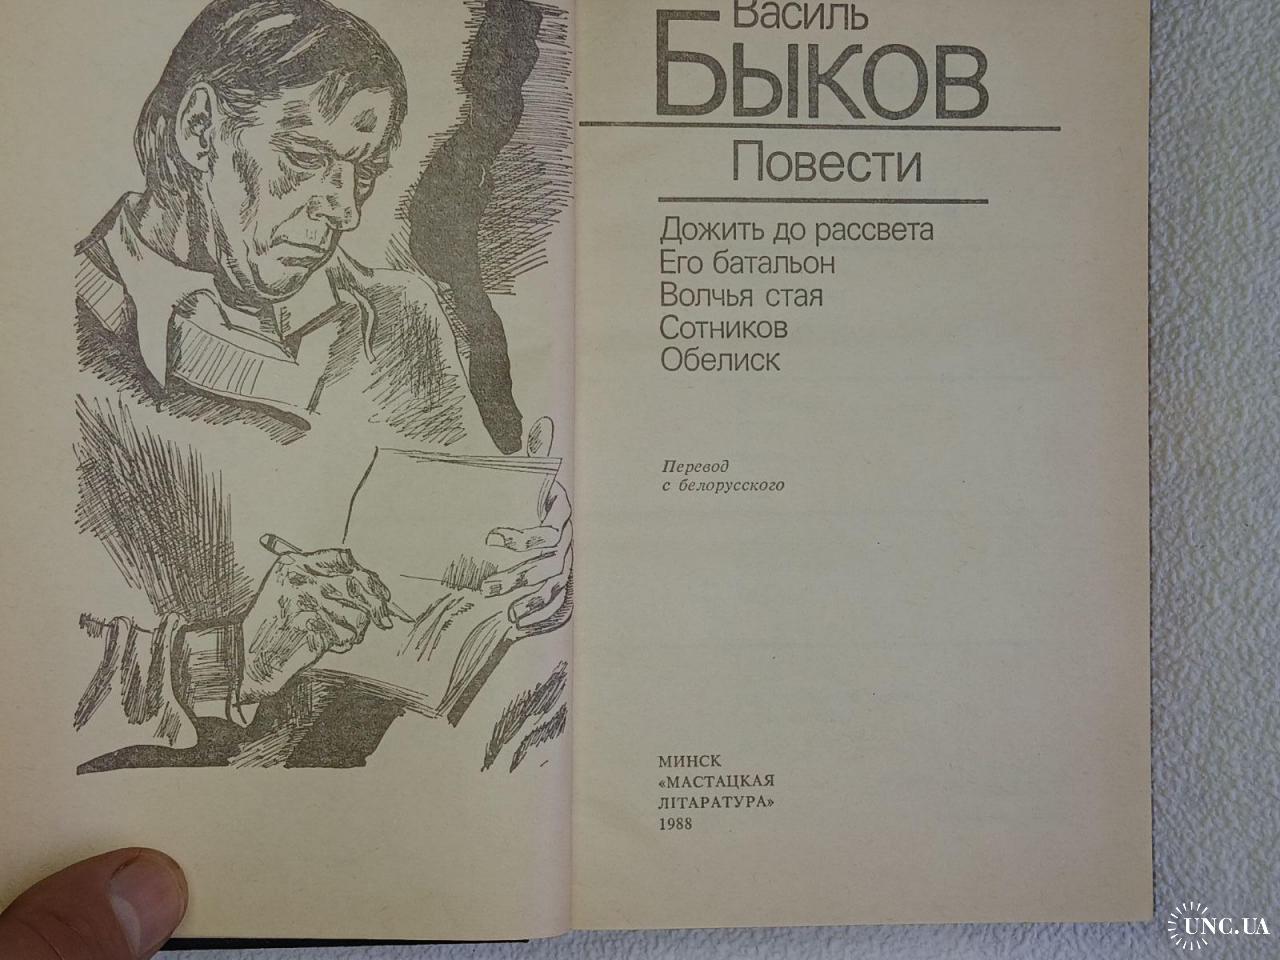 Василь
Быков
Повести
Дожить до рассвета
Его батальон
Волчья стая
Сотников
Обелиск
Перевод
с белорусского
МИНСК
«МАСТАЦКАЯ
ЛІТАРАТУРА»
1988
UNC.UA